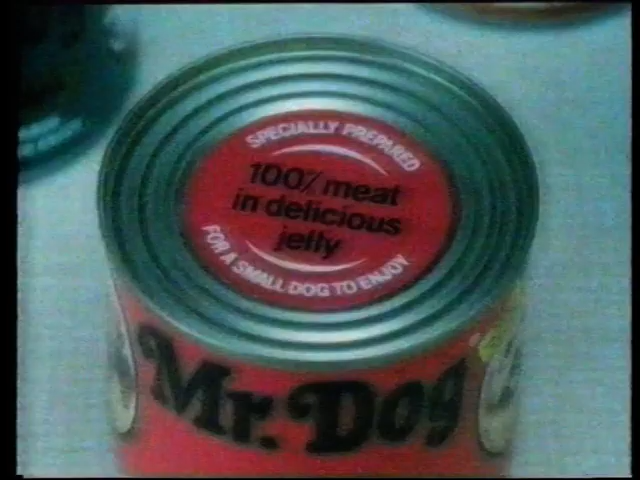 SPECIALLY PREPARED
100% meat
in delicious
jelly
FOR A SMALL DOG TO ENJOY
Mr. Dog